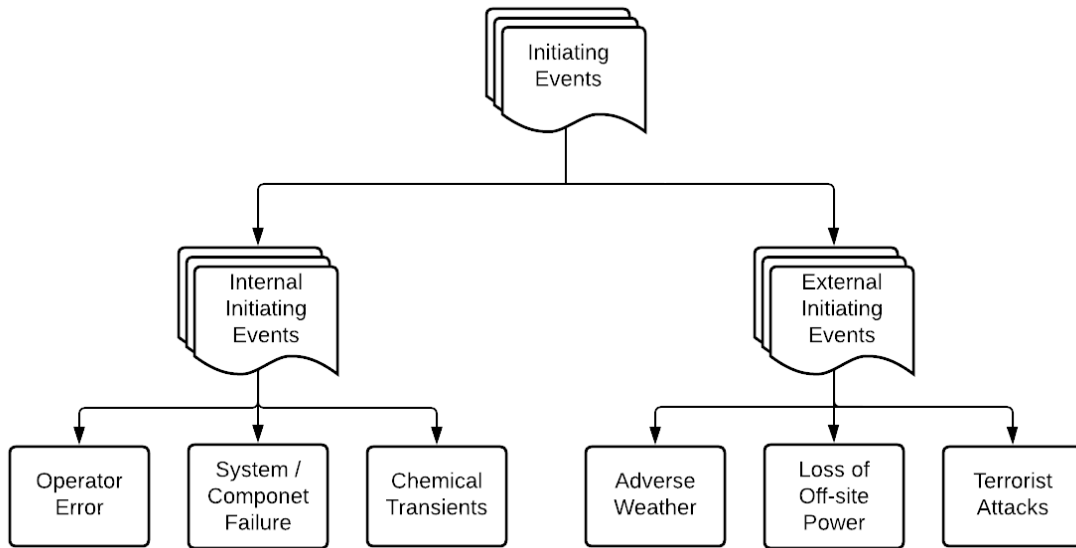 Initiating
Events
Internal
Initiating
Events
External
Initiating
Events
Operator
Error
System /
Componet
Failure
Chemical
Transients
Adverse
Weather
Loss of
Off-site
Power
Terrorist
Attacks